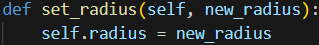 def set_radius(self, new_radius):
    self.radius = new_radius